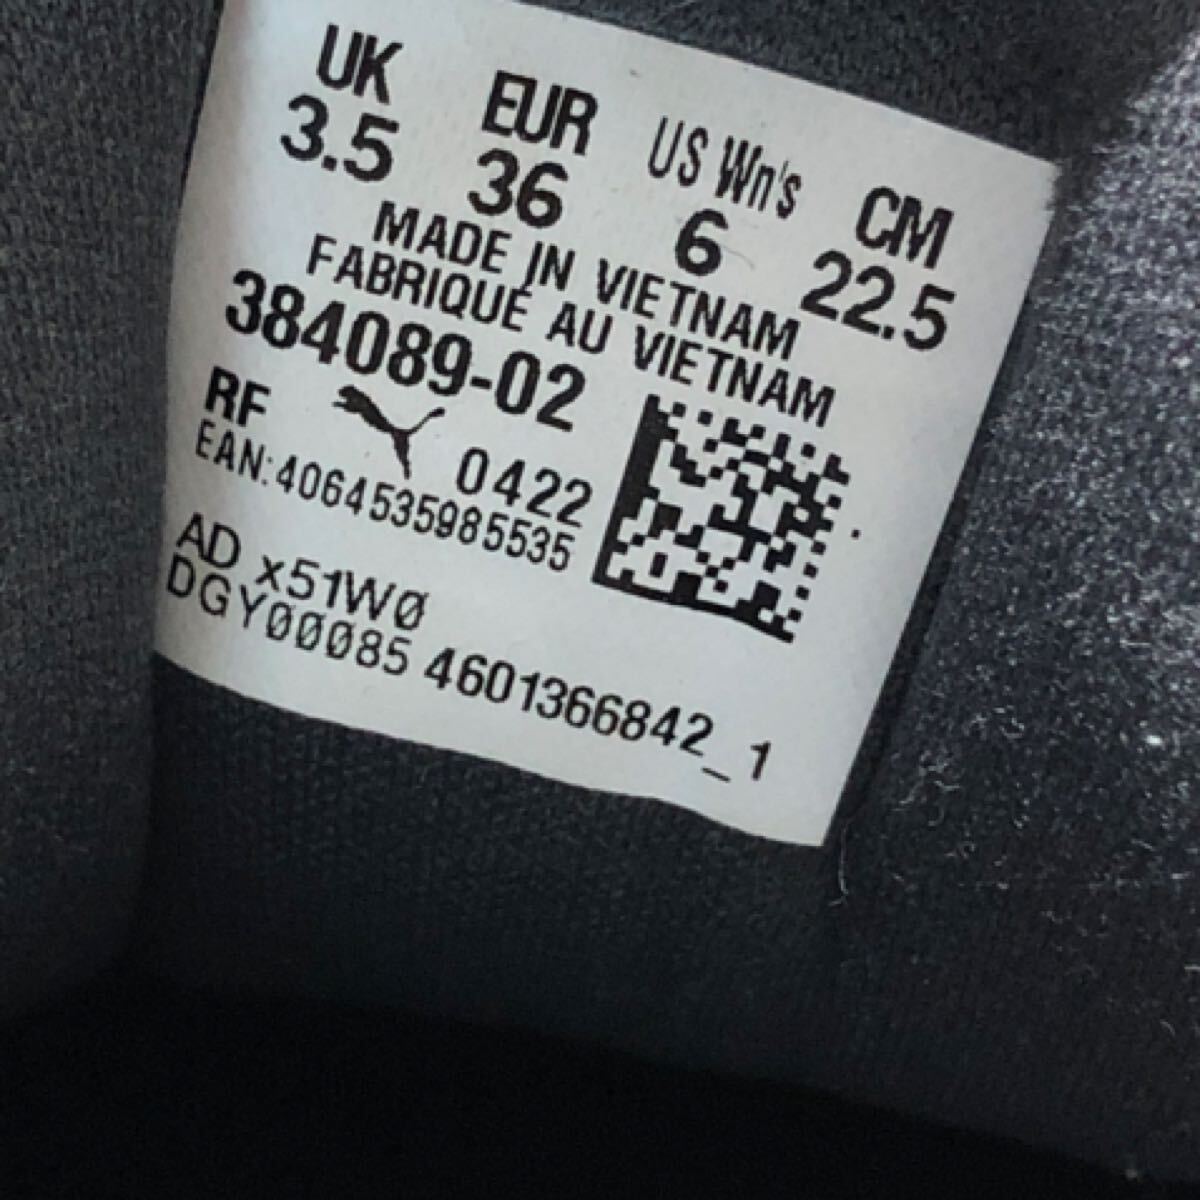 UK EUR US Wn's CM
3.5 36 6 22.5
MADE IN VIETNAM
FABRIQUÉ AU VIETNAM
384089-02
RF 0422
EAN:4064535985535
AD x51W0
DGY00085 4601366842_1